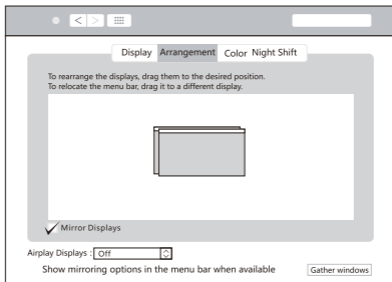 Display Arrangement Color Night Shift
To rearrange the displays, drag them to the desired position.
To relocate the menu bar, drag it to a different display.
Mirror Displays
Airplay Displays : Off
Show mirroring options in the menu bar when available
Gather windows